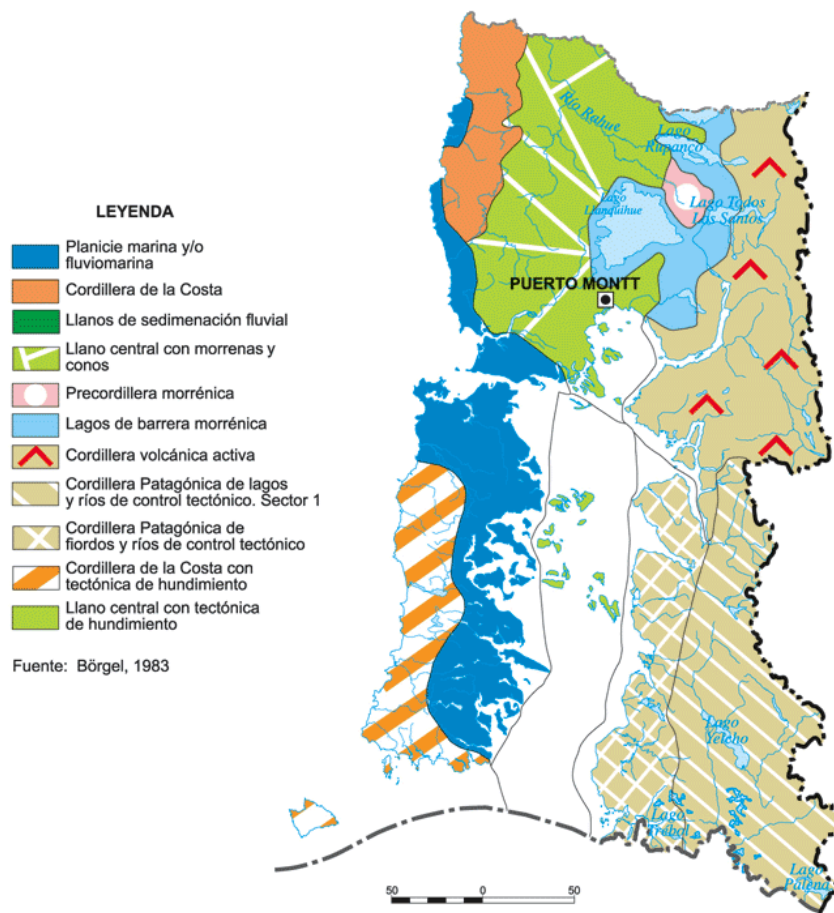 LEYENDA
Planicie marina y/o
fluviomarina
Cordillera de la Costa
Llanos de sedimenación fluvial
Llano central con morrenas y
conos
Precordillera morrénica
Lagos de barrera morrénica
Cordillera volcánica activa
Cordillera Patagónica de lagos
y ríos de control tectónico. Sector 1
Cordillera Patagónica de
fiordos y ríos de control tectónico
Cordillera de la Costa con
tectónica de hundimiento
Llano central con tectónica
de hundimiento
Fuente: Börgel, 1983
Río Rahue
Lago
Rupanco
Lago
Llanquihue
Lago Todos
Los Santos
PUERTO MONTT
Lago
Yelcho
Lago
Trébol
Lago
Palena
50
0
50